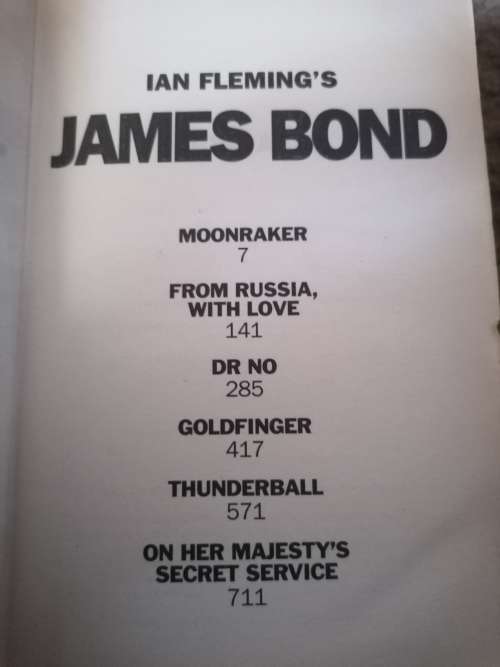 IAN FLEMING'S
JAMES BOND
MOONRAKER
7
FROM RUSSIA,
WITH LOVE
141
DR NO
285
GOLDFINGER
417
THUNDERBALL
571
ON HER MAJESTY'S
SECRET SERVICE
711